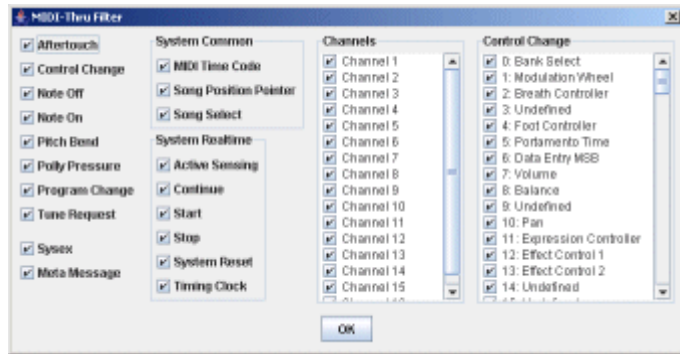 MIDI-Thru Filter
Aftertouch
Control Change
Note Off
Note On
Pitch Bend
Polly Pressure
Program Change
Tune Request
Sysex
Meta Message
System Common
MIDI Time Code
Song Position Pointer
Song Select
System Realtime
Active Sensing
Continue
Start
Stop
System Reset
Timing Clock
Channels
Channel 1
Channel 2
Channel 3
Channel 4
Channel 5
Channel 6
Channel 7
Channel 8
Channel 9
Channel 10
Channel 11
Channel 12
Channel 13
Channel 14
Channel 15
Control Change
0: Bank Select
1: Modulation Wheel
2: Breath Controller
3: Undefined
4: Foot Controller
5: Portamento Time
6: Data Entry MSB
7: Volume
8: Balance
9: Undefined
10: Pan
11: Expression Controller
12: Effect Control 1
13: Effect Control 2
14: Undefined
OK